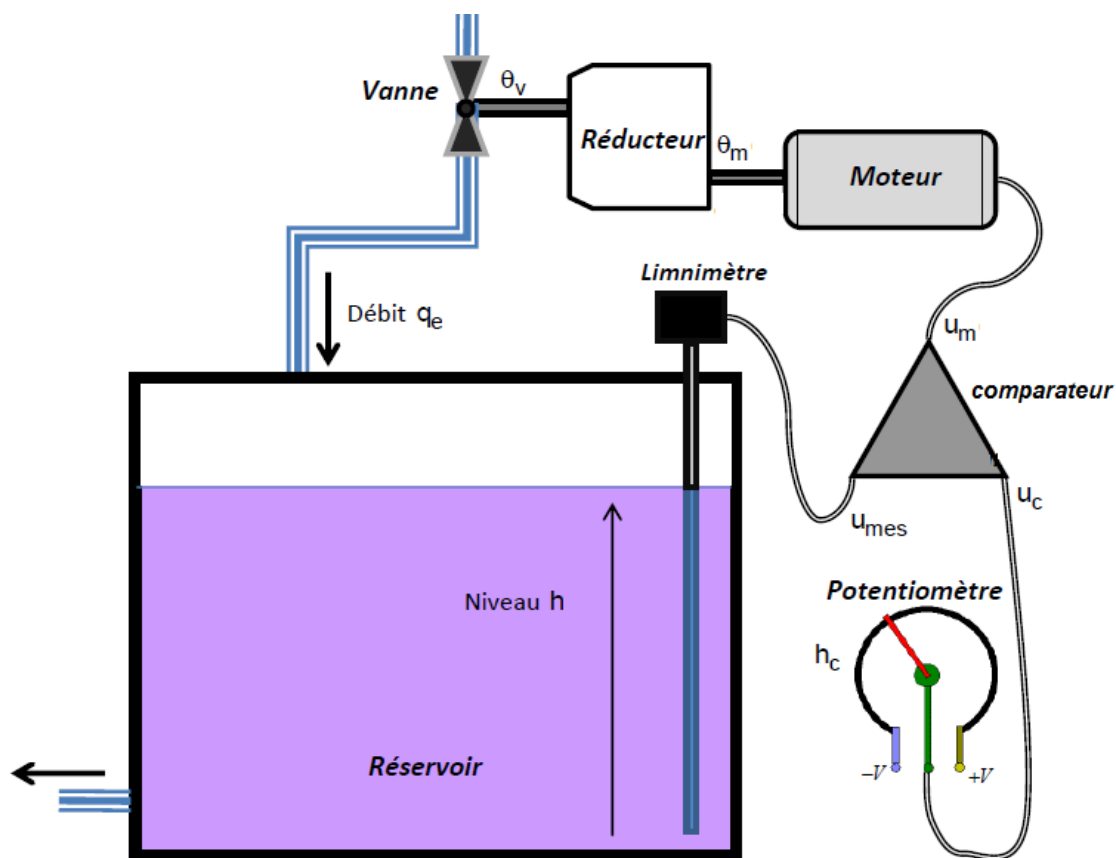 θv
Vanne
Réducteur
θm
Moteur
Limnimètre
Débit qe
um
comparateur
uc
umes
Niveau h
Potentiomètre
hc
Réservoir
−V
+V